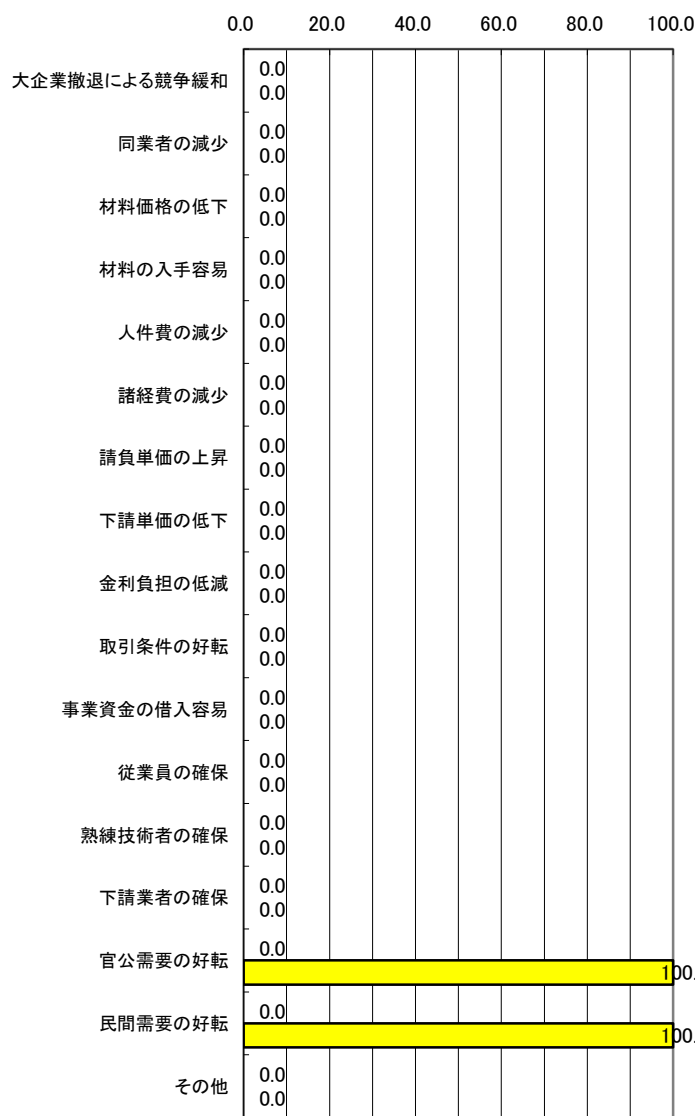 0.0 20.0 40.0 60.0 80.0 100.0
大企業撤退による競争緩和
0.0
0.0
同業者の減少
0.0
0.0
材料価格の低下
0.0
0.0
材料の入手容易
0.0
0.0
人件費の減少
0.0
0.0
諸経費の減少
0.0
0.0
請負単価の上昇
0.0
0.0
下請単価の低下
0.0
0.0
金利負担の低減
0.0
0.0
取引条件の好転
0.0
0.0
事業資金の借入容易
0.0
0.0
従業員の確保
0.0
0.0
熟練技術者の確保
0.0
0.0
下請業者の確保
0.0
0.0
官公需要の好転
0.0
100.
民間需要の好転
0.0
100.
その他
0.0
0.0